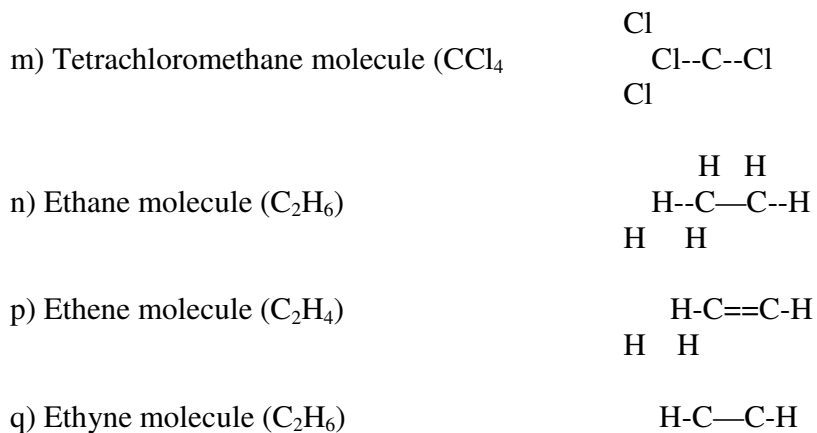 Cl
m) Tetrachloromethane molecule (CCl₄ Cl--C--Cl
Cl
H H
n) Ethane molecule (C₂H₆) H--C—C--H
H H
p) Ethene molecule (C₂H₄) H-C==C-H
H H
q) Ethyne molecule (C₂H₆) H-C—C-H